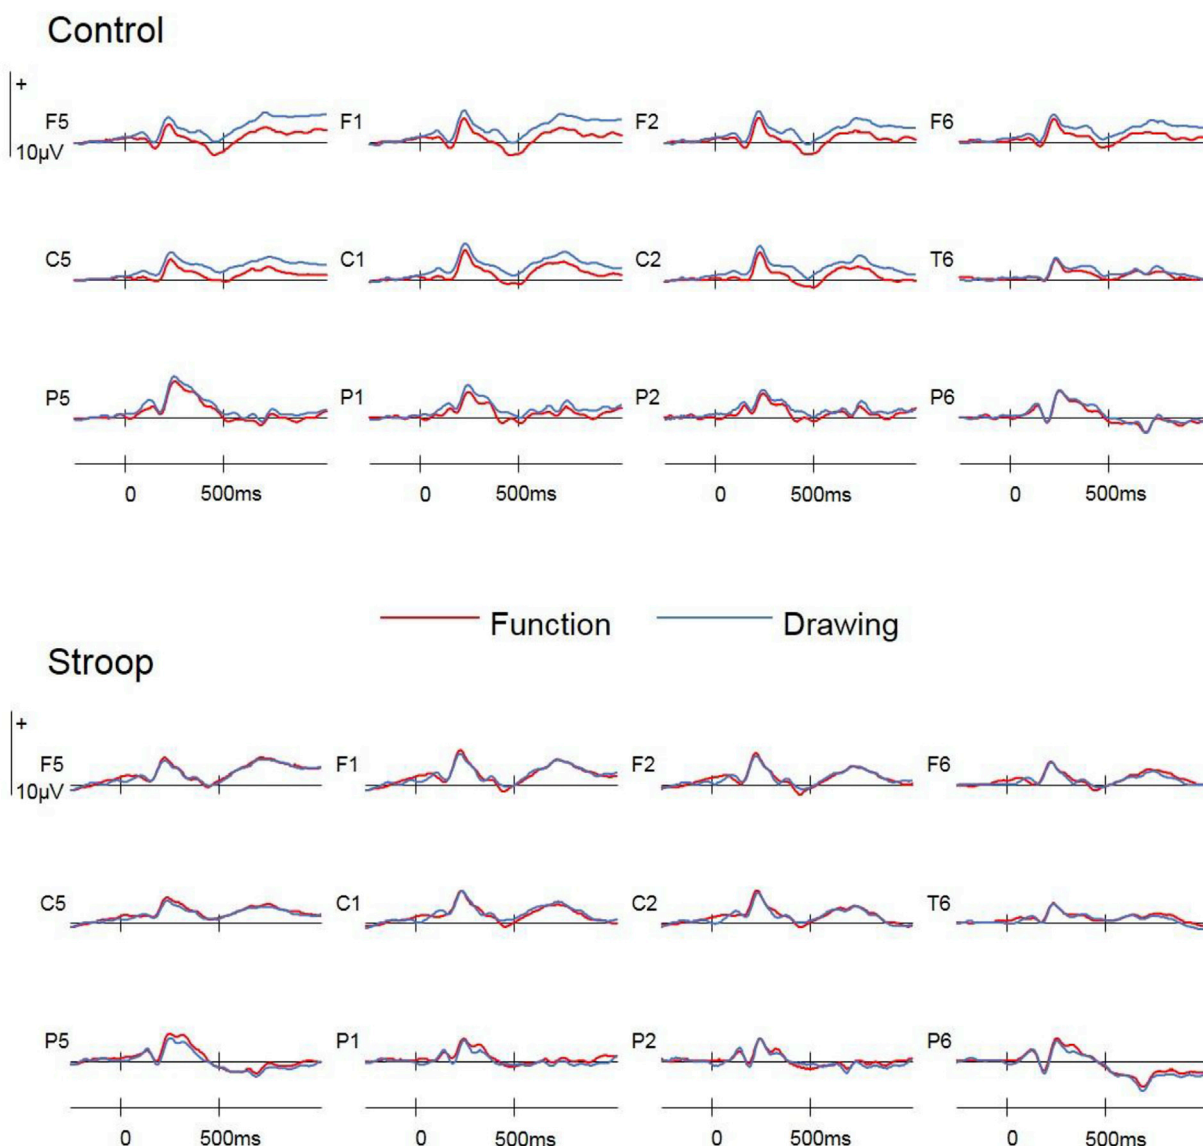 Control
+
F5 F1 F2 F6
10µV
C5 C1 C2 T6
P5 P1 P2 P6
0 500ms 0 500ms 0 500ms 0 500ms
Function Drawing
Stroop
+
F5 F1 F2 F6
10µV
C5 C1 C2 T6
P5 P1 P2 P6
0 500ms 0 500ms 0 500ms 0 500ms